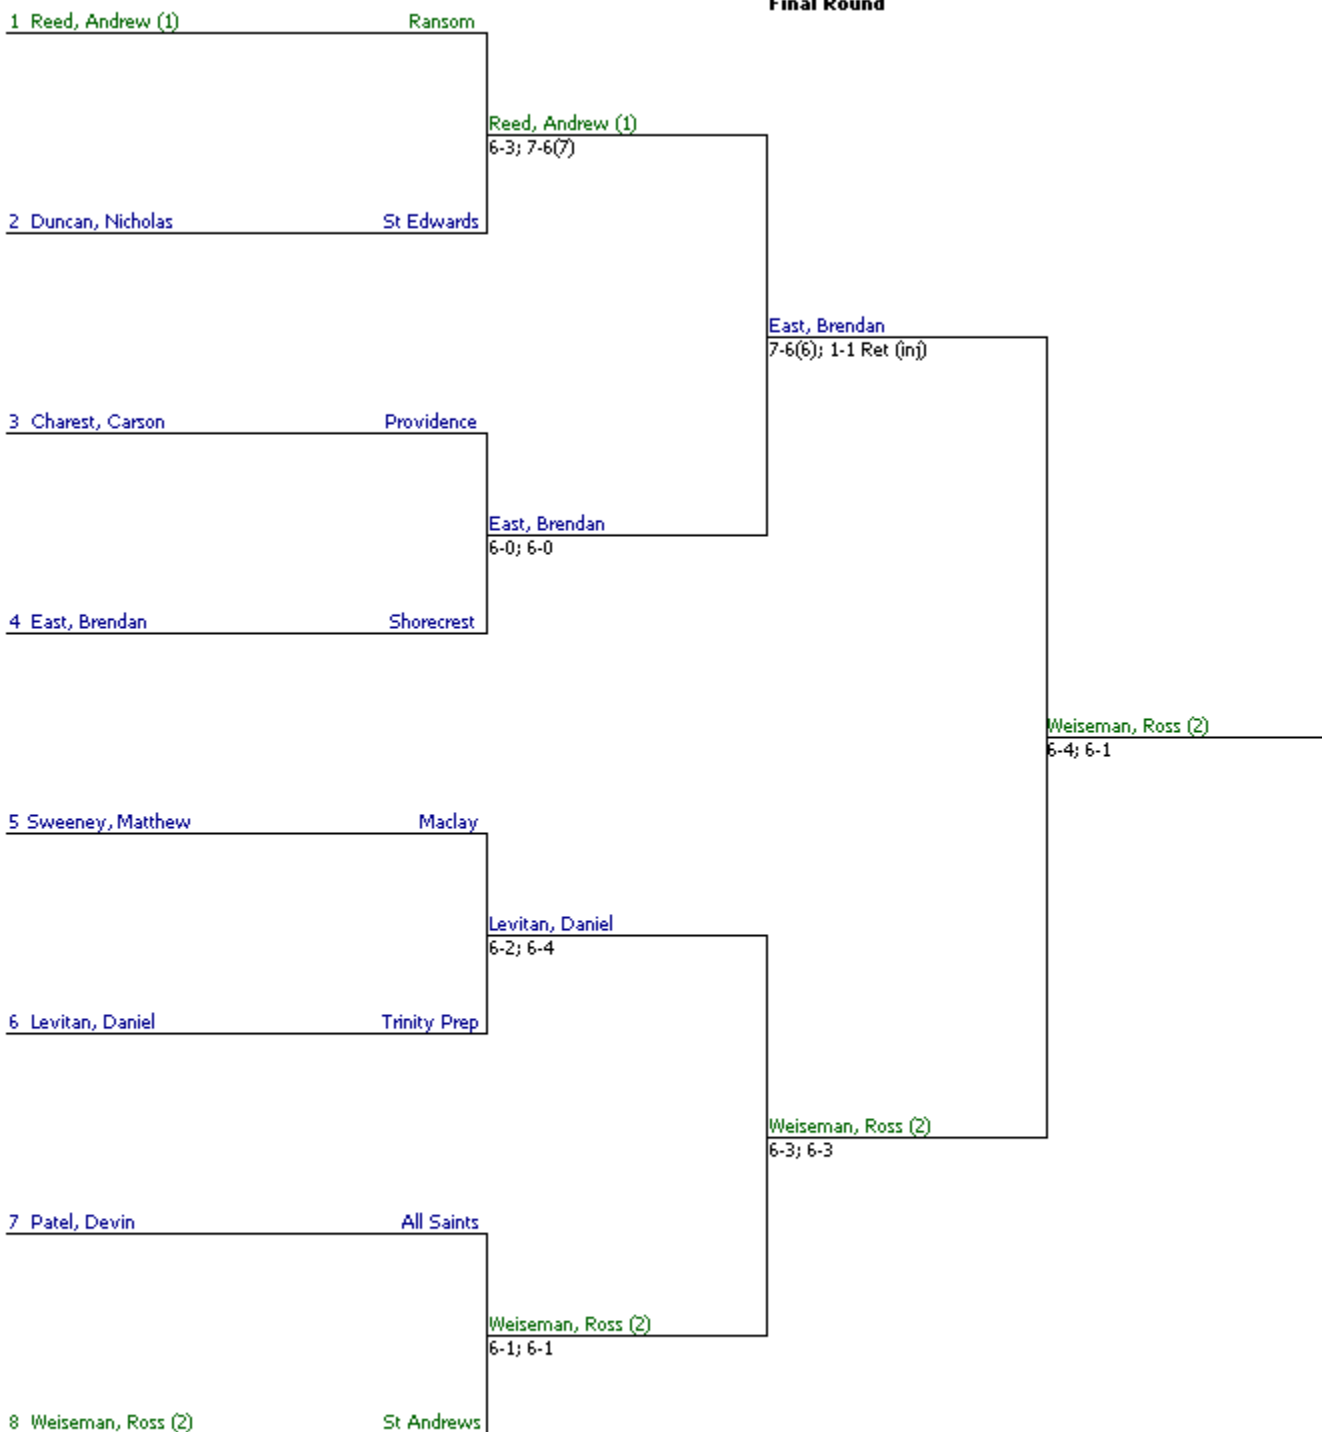 Final Round
1 Reed, Andrew (1) Ransom
Reed, Andrew (1)
6-3; 7-6(7)
2 Duncan, Nicholas St Edwards
East, Brendan
7-6(6); 1-1 Ret (inj)
3 Charest, Carson Providence
East, Brendan
6-0; 6-0
4 East, Brendan Shorecrest
Weiseman, Ross (2)
6-4; 6-1
5 Sweeney, Matthew Maclay
Levitan, Daniel
6-2; 6-4
6 Levitan, Daniel Trinity Prep
Weiseman, Ross (2)
6-3; 6-3
7 Patel, Devin All Saints
Weiseman, Ross (2)
6-1; 6-1
8 Weiseman, Ross (2) St Andrews